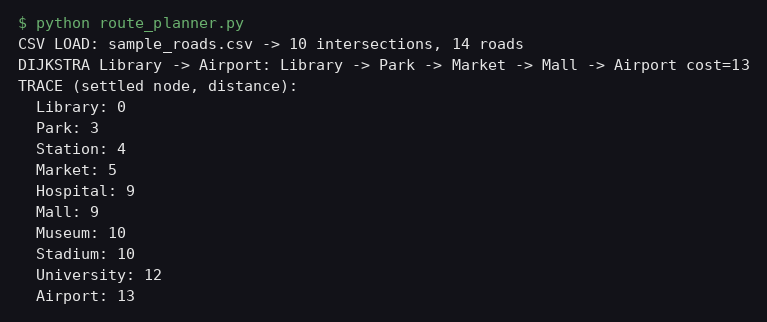 $ python route_planner.py
CSV LOAD: sample_roads.csv -> 10 intersections, 14 roads
DIJKSTRA Library -> Airport: Library -> Park -> Market -> Mall -> Airport cost=13
TRACE (settled node, distance):
  Library: 0
  Park: 3
  Station: 4
  Market: 5
  Hospital: 9
  Mall: 9
  Museum: 10
  Stadium: 10
  University: 12
  Airport: 13